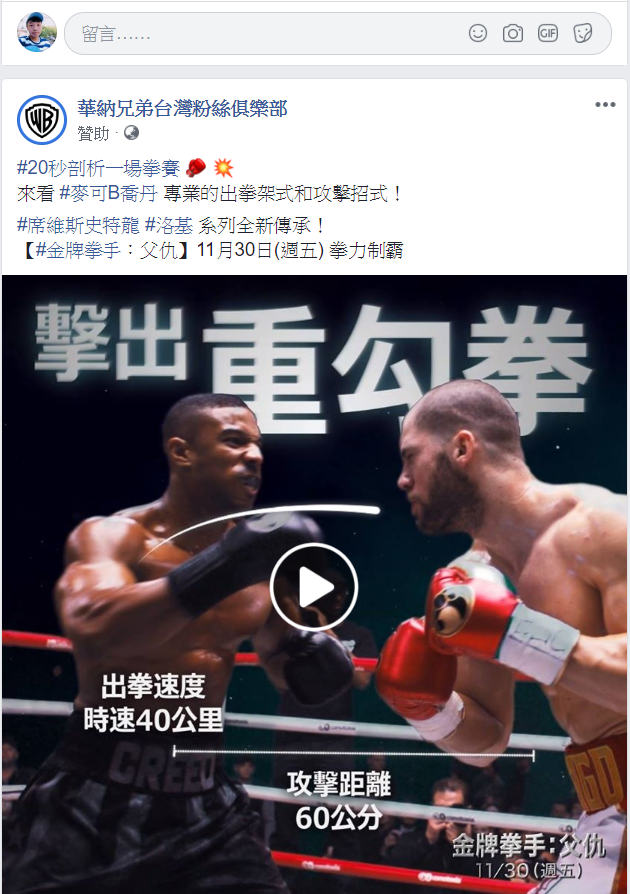 留言……
GIF
華納兄弟台灣粉絲俱樂部
贊助 ·
#20秒剖析一場拳賽
來看 #麥可B喬丹 專業的出拳架式和攻擊招式！
#席維斯史特龍 #洛基 系列全新傳承！
【#金牌拳手：父仇】11月30日(週五) 拳力制霸
擊出重勾拳
出拳速度
時速40公里
CREED
攻擊距離
60公分
金牌拳手:父仇
11/30(週五)